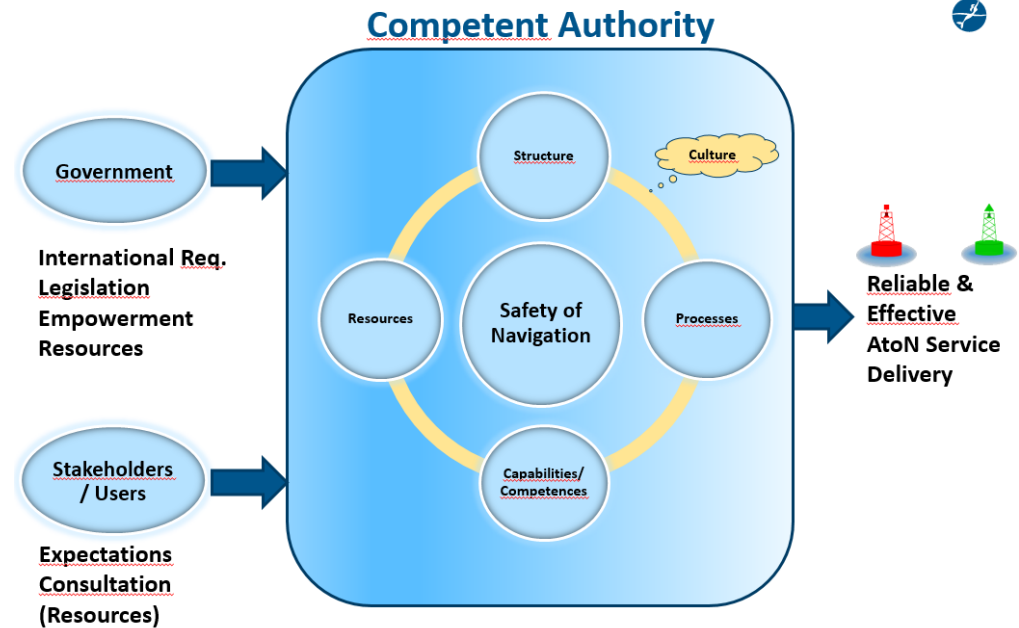 Competent Authority
Government
International Req.
Legislation
Empowerment
Resources
Stakeholders
/ Users
Expectations
Consultation
(Resources)
Structure
Culture
Resources
Safety of
Navigation
Processes
Capabilities/
Competences
Reliable &
Effective
AtoN Service
Delivery